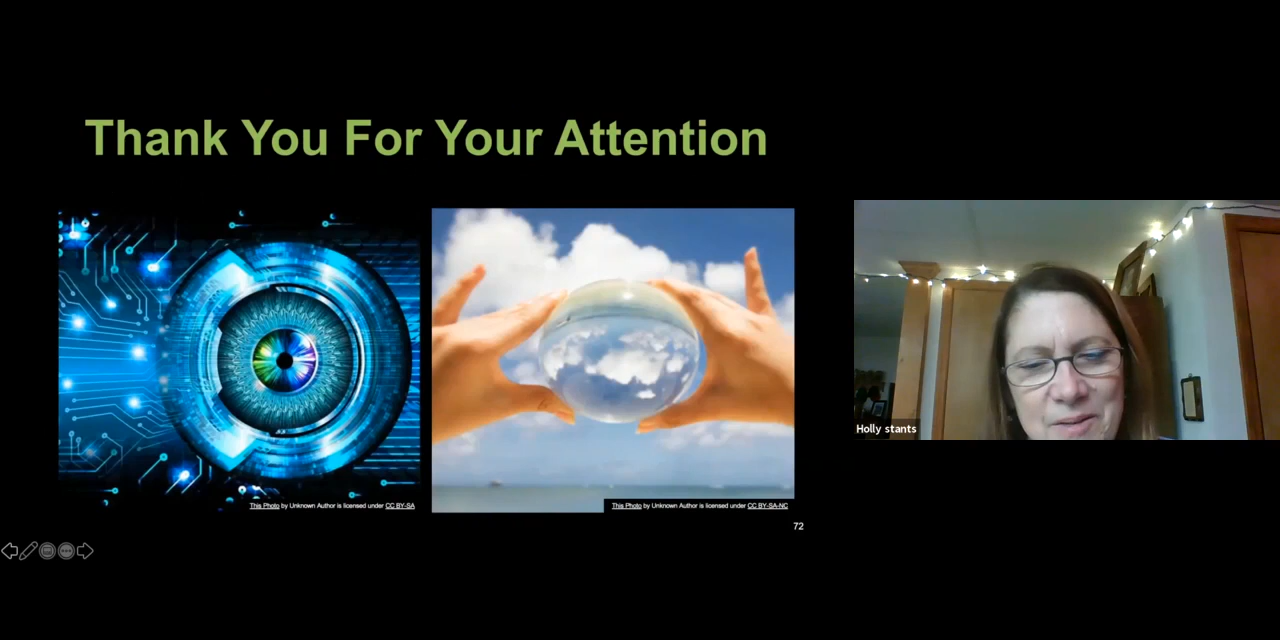 Thank You For Your Attention
This Photo by Unknown Author is licensed under CC BY-SA
This Photo by Unknown Author is licensed under CC BY-SA-NC
72
Holly stants